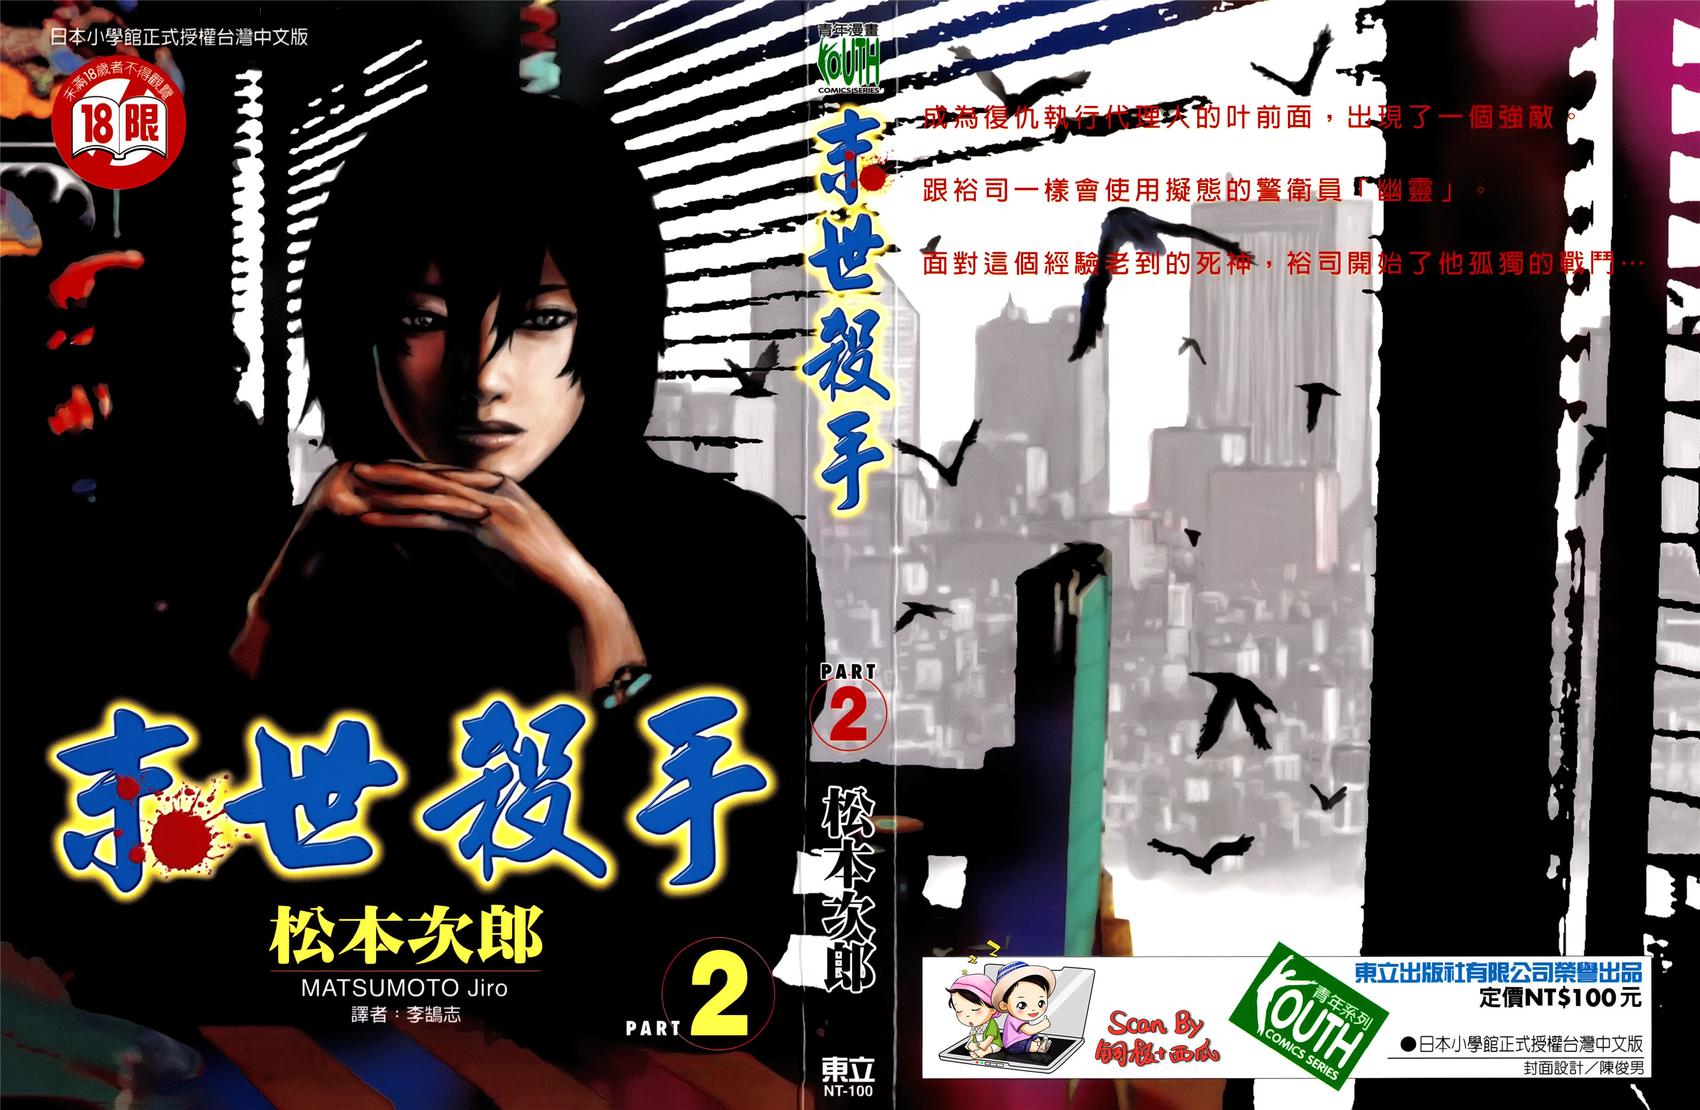 日本小學館正式授權台灣中文版
未滿18歲者不得觀覽
18限
末世殺手
松本次郎
MATSUMOTO Jiro
譯者：李鵠志
PART 2
青年漫畫
YOUTH
COMICS SERIES
末世殺手
PART
2
松本次郎
東立
NT-100
成為復仇執行代理人的叶前面，出現了一個強敵。
跟裕司一樣會使用擬態的警衛員「幽靈」。
面對這個經驗老到的死神，裕司開始了他孤獨的戰鬥…
z z z
Scan By
青年系列
YOUTH
COMICS SERIES
東立出版社有限公司榮譽出品
定價NT$100元
●日本小學館正式授權台灣中文版
封面設計／陳俊男